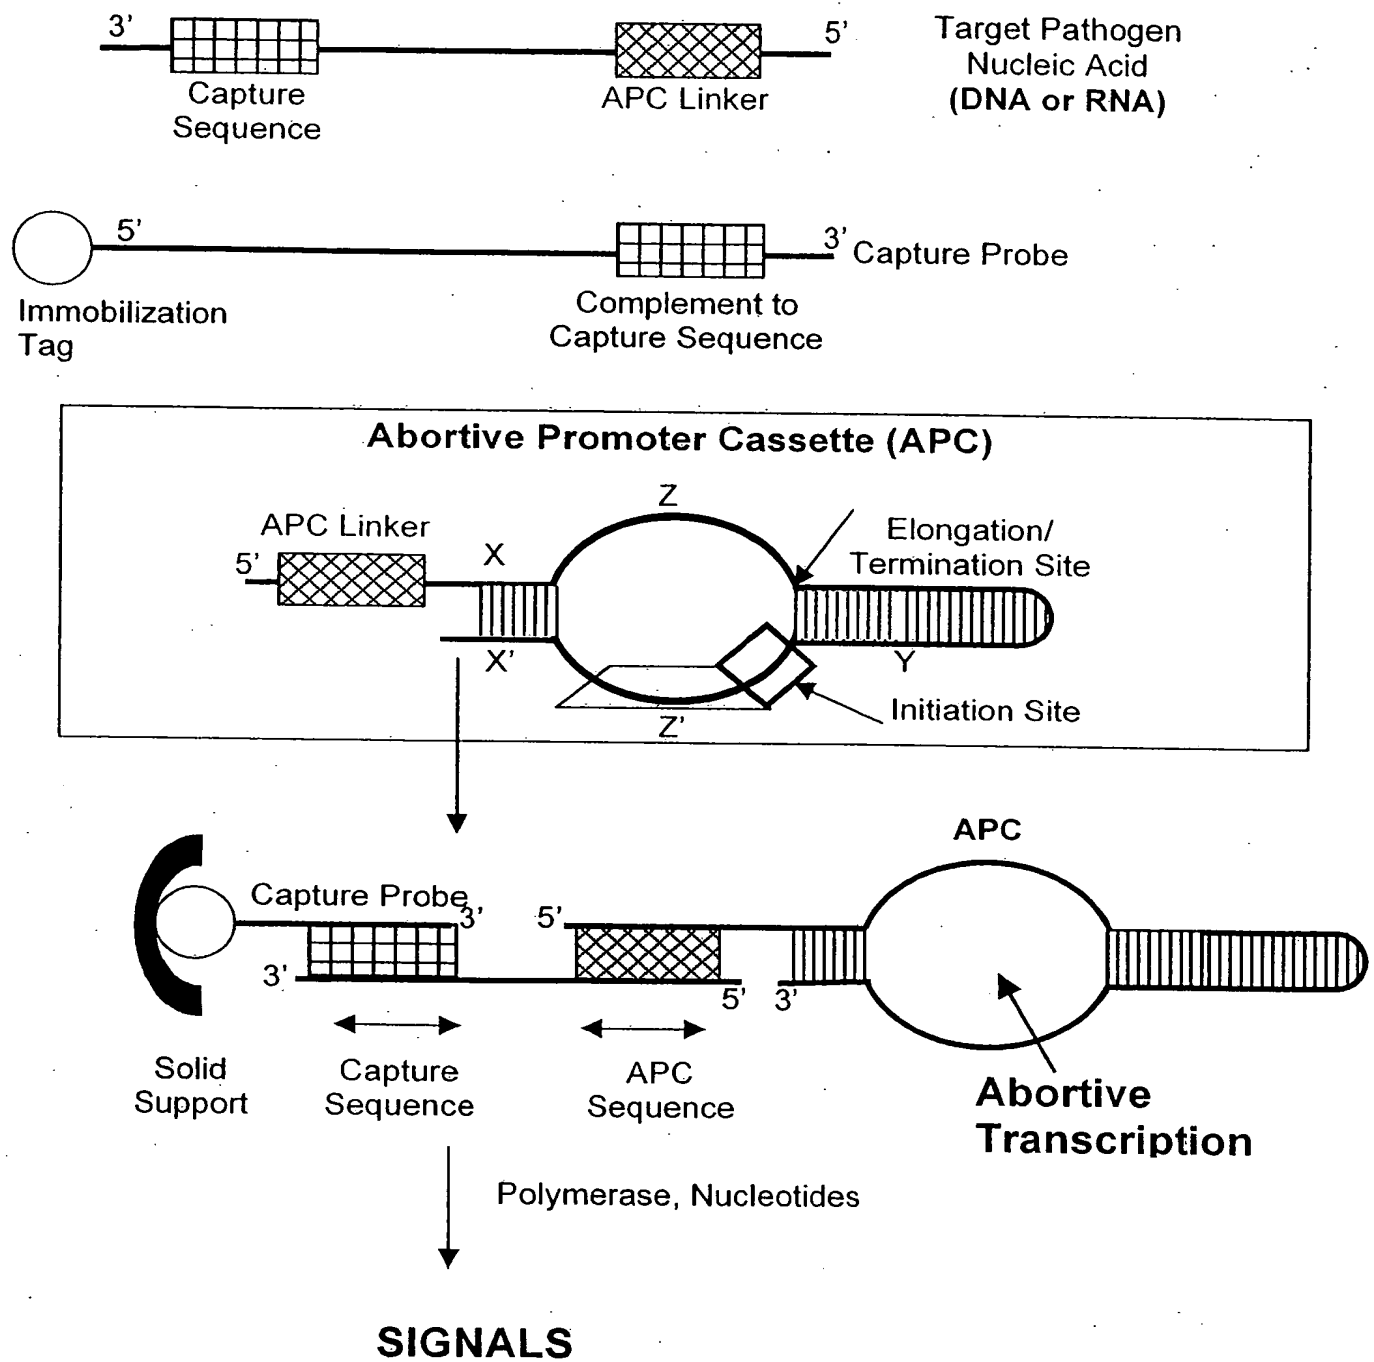 3’
5’
Target Pathogen
Nucleic Acid
(DNA or RNA)
Capture
Sequence
APC Linker
5’
3’
Capture Probe
Immobilization
Tag
Complement to
Capture Sequence
Abortive Promoter Cassette (APC)
Z
APC Linker
5’
X
Elongation/
Termination Site
X’
Y
Z’
Initiation Site
APC
Capture Probe
3’
5’
3’
5’
3’
Solid
Support
Capture
Sequence
APC
Sequence
Abortive
Transcription
Polymerase, Nucleotides
SIGNALS